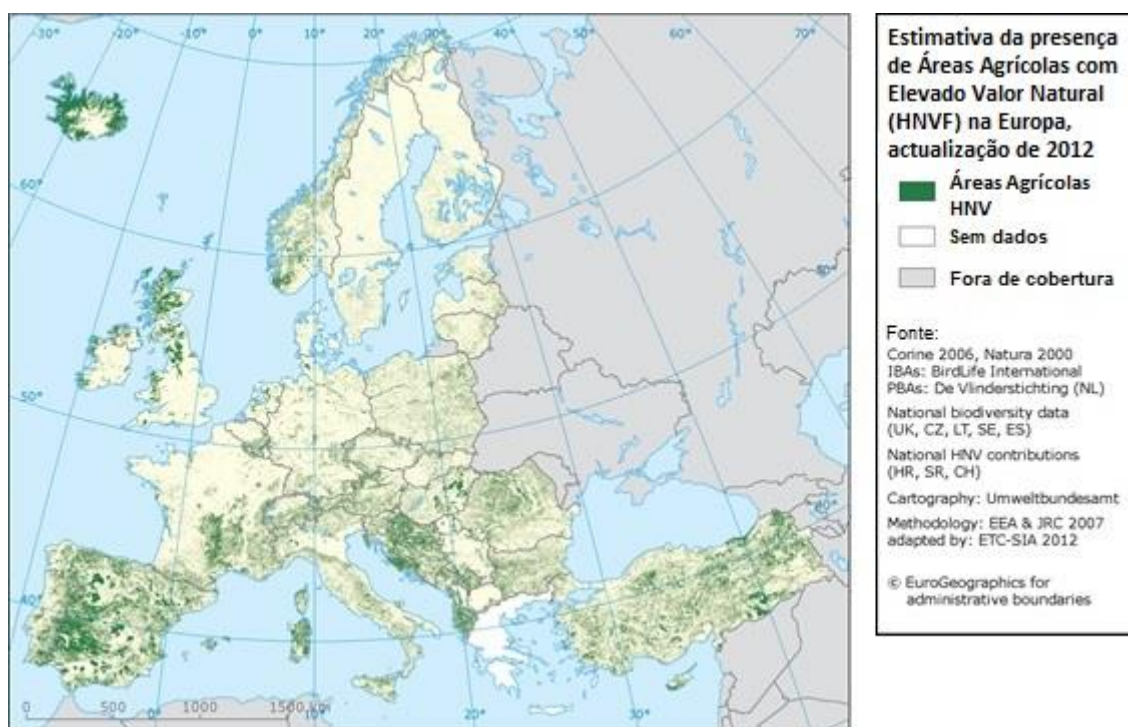 -30°
-20°
-10°
0°
10°
20°
30°
40°
50°
60°
70°
60°
50°
40°
0
500
1000
1500 km
0°
10°
20°
30°
40°
Estimativa da presença
de Áreas Agrícolas com
Elevado Valor Natural
(HNVF) na Europa,
actualização de 2012
Áreas Agrícolas
HNV
Sem dados
Fora de cobertura
Fonte:
Corine 2006, Natura 2000
IBAs: BirdLife International
PBAs: De Vlinderstichting (NL)
National biodiversity data
(UK, CZ, LT, SE, ES)
National HNV contributions
(HR, SR, CH)
Cartography: Umweltbundesamt
Methodology: EEA & JRC 2007
adapted by: ETC-SIA 2012
© EuroGeographics for
administrative boundaries